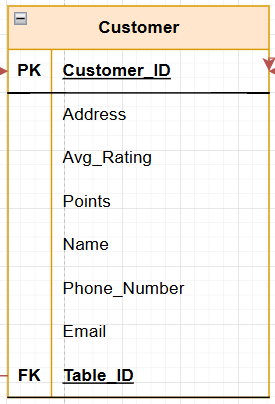 Customer
PK Customer_ID
Address
Avg_Rating
Points
Name
Phone_Number
Email
FK Table_ID